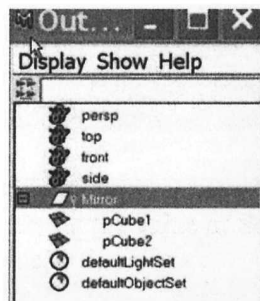 Out...
Display Show Help
persp
top
front
side
Mirror
pCube1
pCube2
defaultLightSet
defaultObjectSet